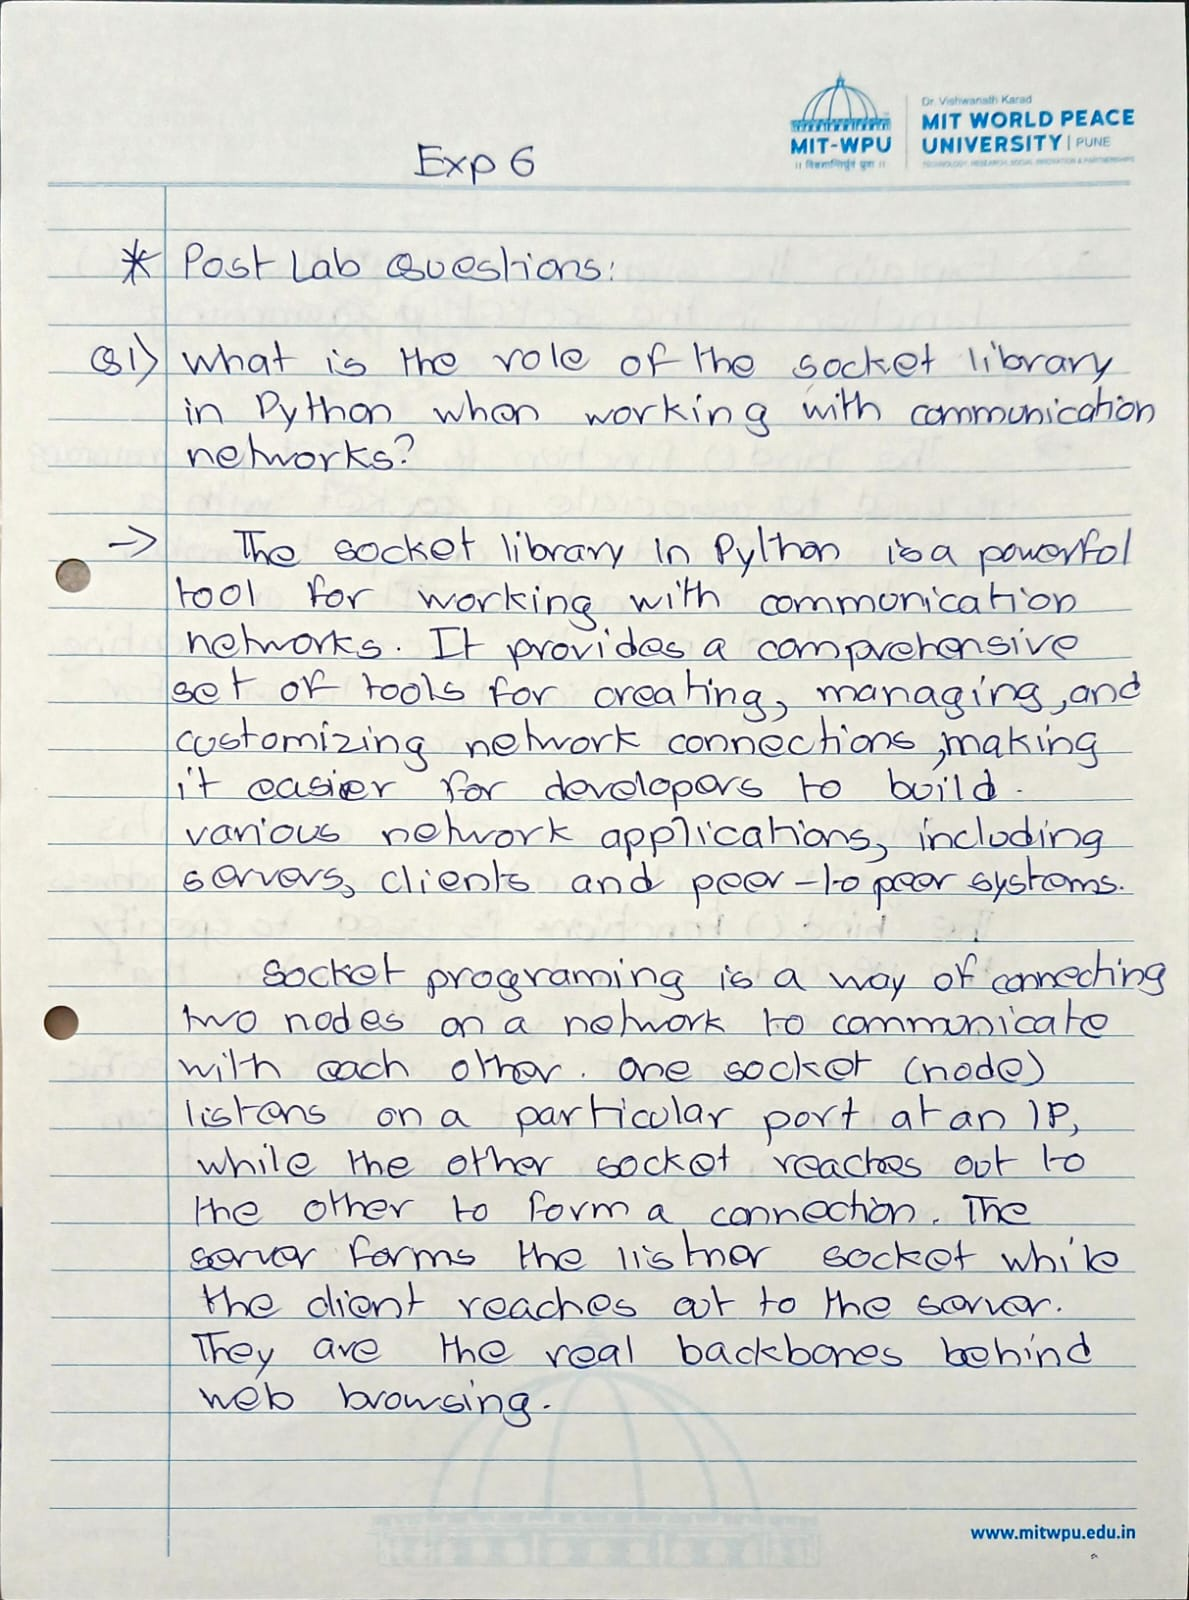 Dr. Vishwanath Karad
MIT WORLD PEACE
UNIVERSITY | PUNE
TECHNOLOGY, RESEARCH, SOCIAL INNOVATION & PARTNERSHIPS
MIT-WPU
|| विश्वशान्तिर्ध्रुवं ध्रुवा ||
Exp 6
* Post Lab Questions:
Q1) What is the role of the socket library
in Python when working with communication
networks?
→ The socket library in Python is a powerful
tool for working with communication
networks. It provides a comprehensive
set of tools for creating, managing, and
customizing network connections, making
it easier for developers to build.
various network applications, including
servers, clients and peer-to peer systems.
Socket programing is a way of connecting
two nodes on a network to communicate
with each other. One socket (node)
listens on a particular port at an IP,
while the other socket reaches out to
the other to form a connection. The
server forms the listner socket while
the client reaches out to the server.
They are the real backbones behind
web browsing.
www.mitwpu.edu.in